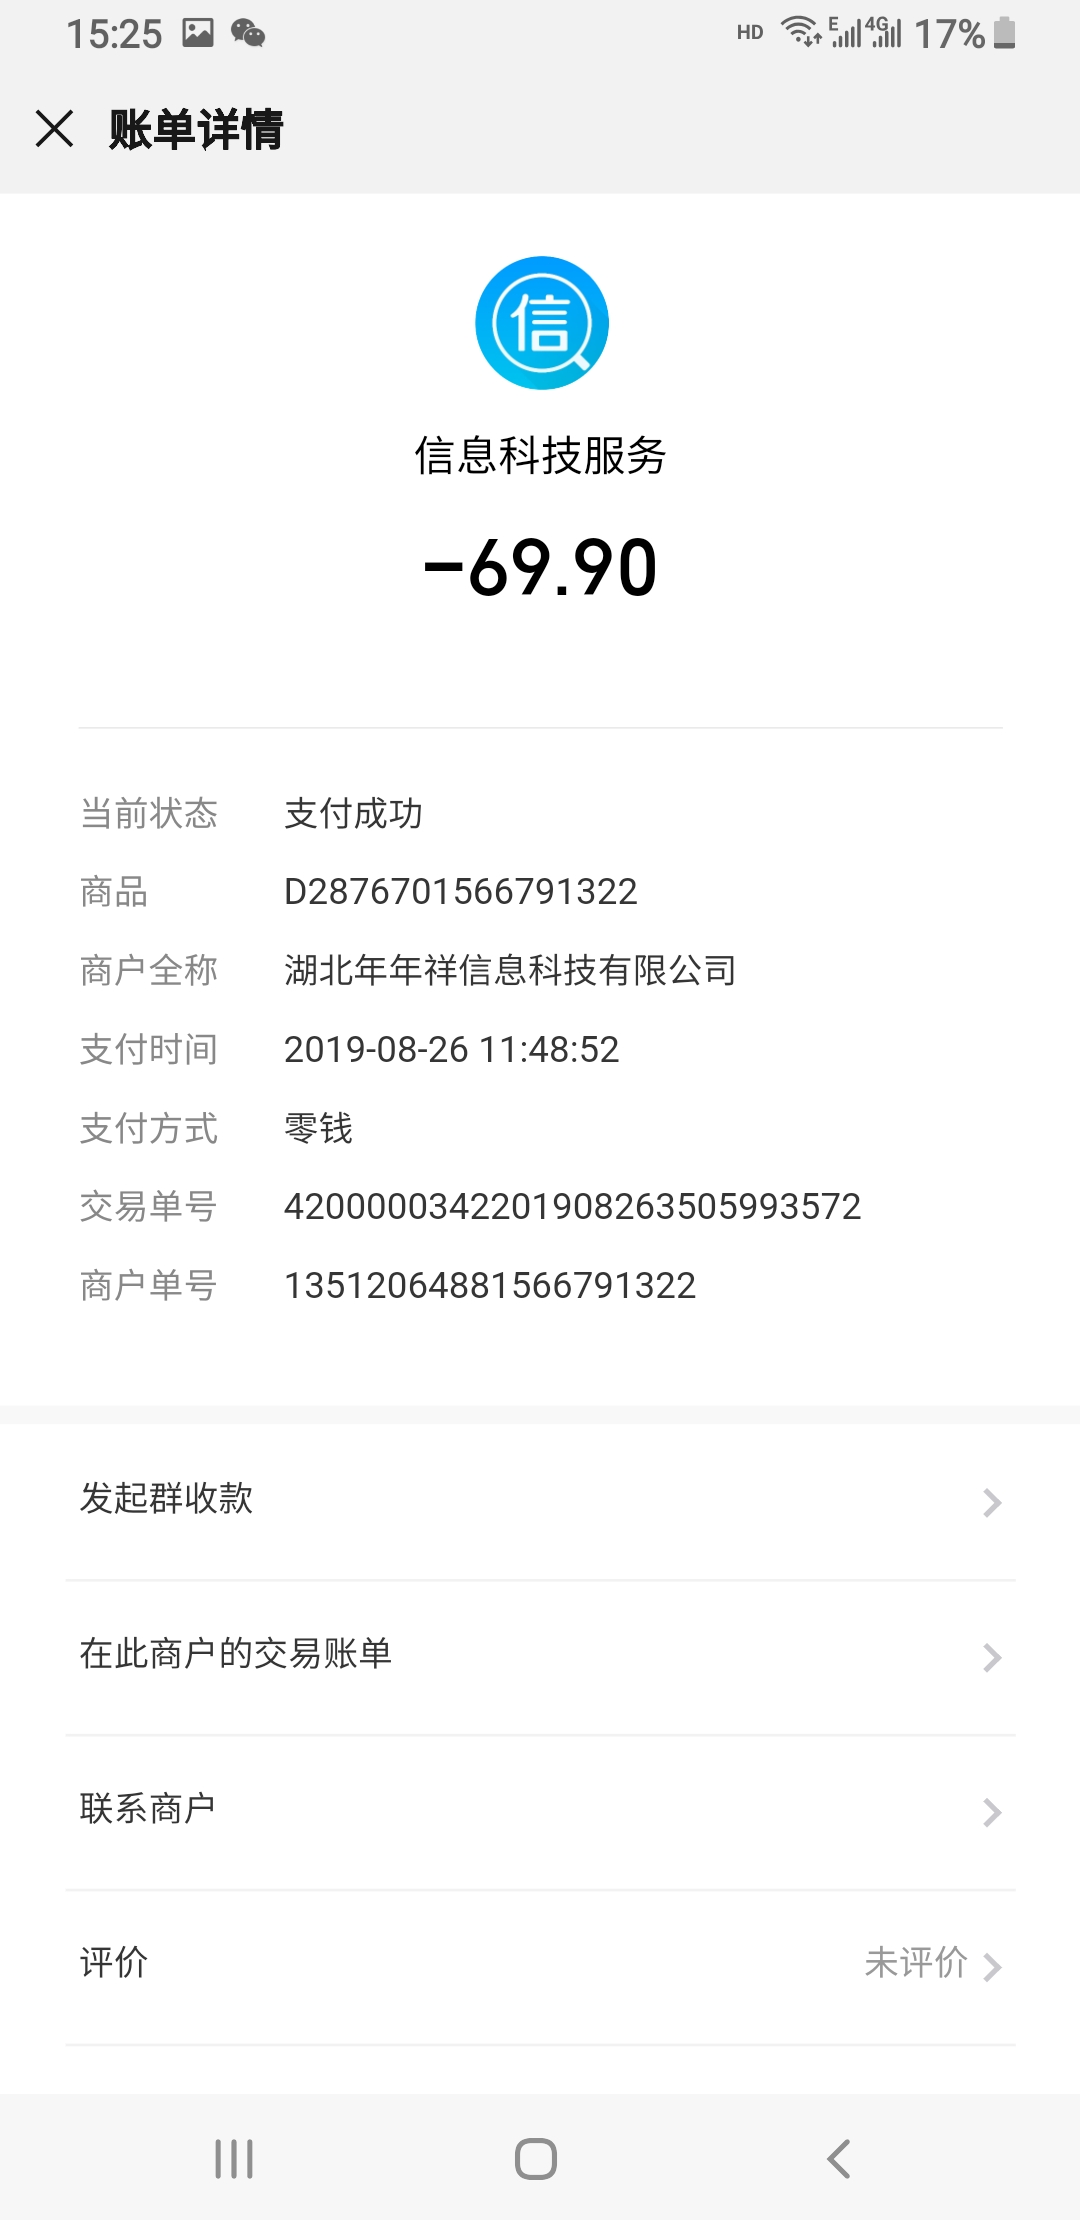 15:25 HD E 4G 17%
账单详情
信
信息科技服务
-69.90
当前状态 支付成功
商品 D2876701566791322
商户全称 湖北年年祥信息科技有限公司
支付时间 2019-08-26 11:48:52
支付方式 零钱
交易单号 4200000342201908263505993572
商户单号 13512064881566791322
发起群收款
在此商户的交易账单
联系商户
评价 未评价